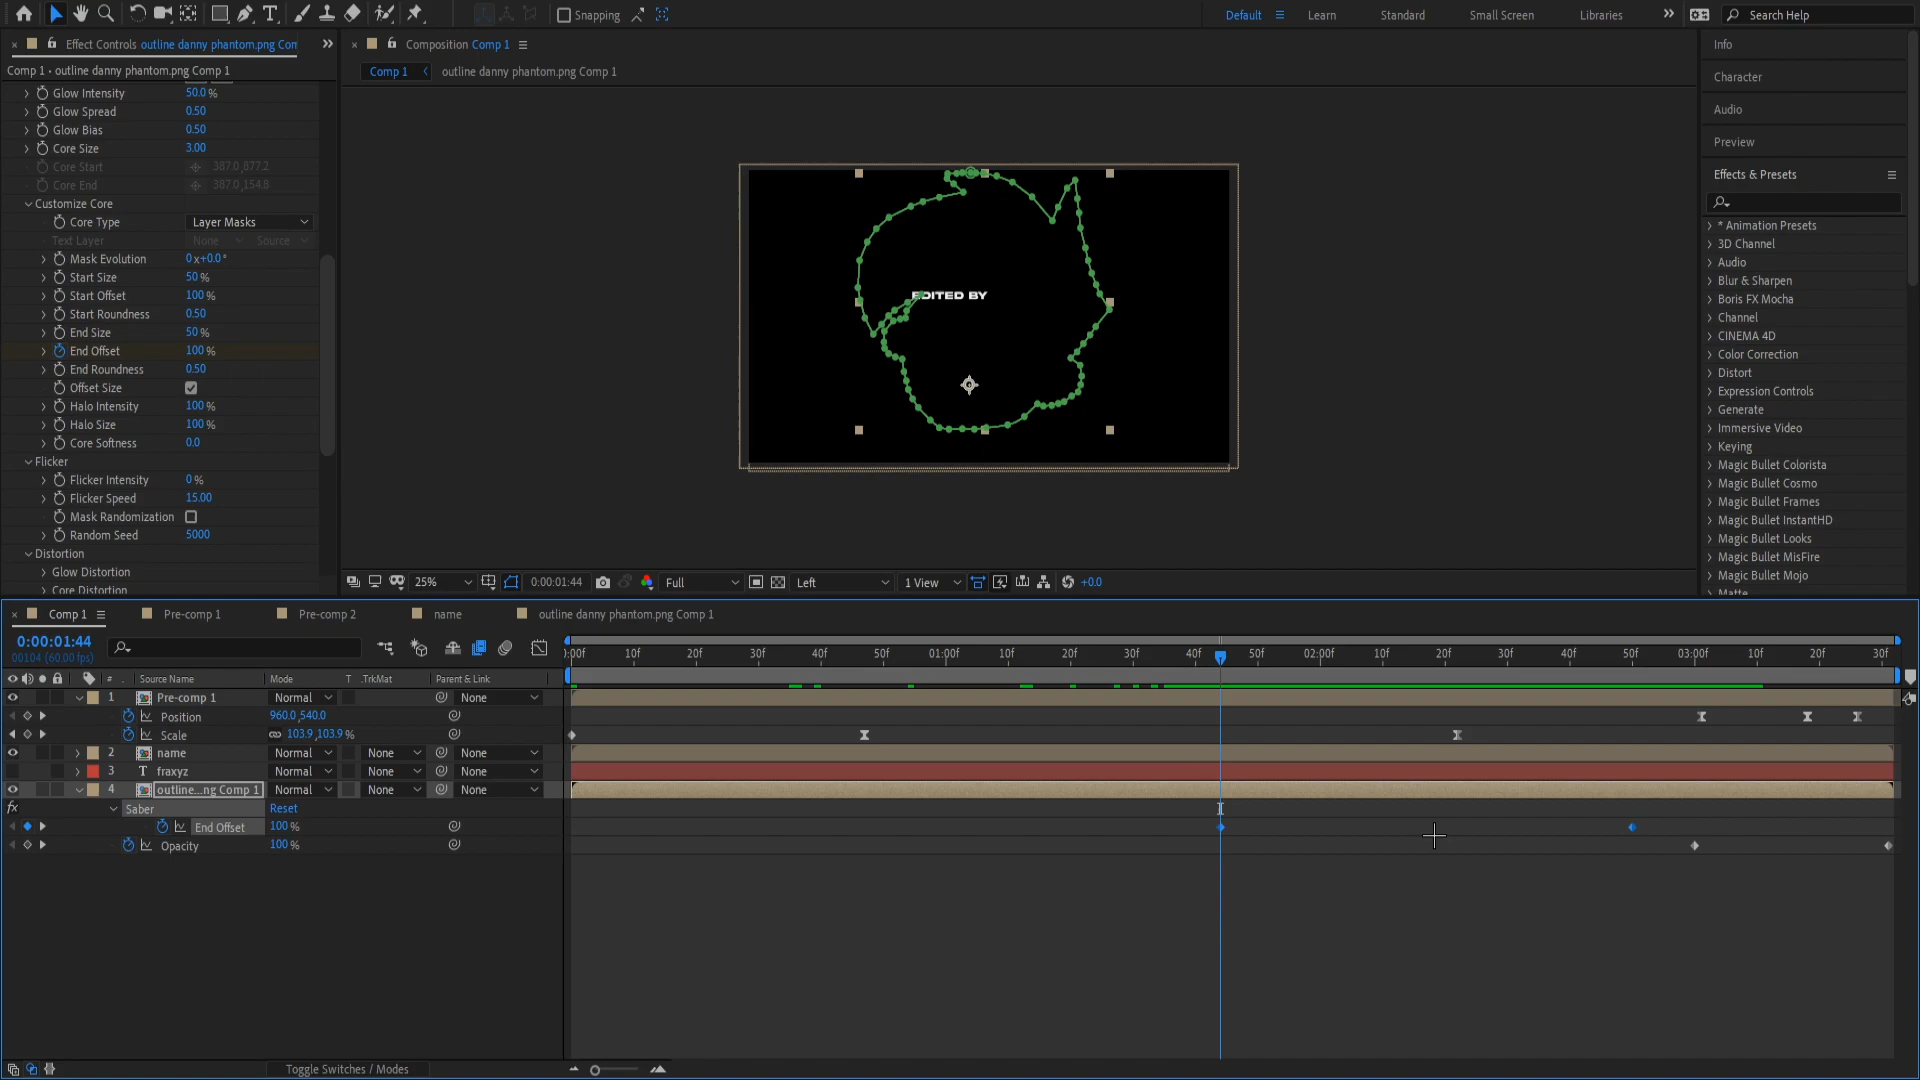 Snapping
Default
Learn
Standard
Small Screen
Libraries
Search Help
Effect Controls outline danny phantom.png Con
Comp 1 • outline danny phantom.png Comp 1
Glow Intensity 50.0 %
Glow Spread 0.50
Glow Bias 0.50
Core Size 3.00
Core Start 387.0,877.2
Core End 387.0,154.8
Customize Core
Core Type Layer Masks
Text Layer None Source
Mask Evolution 0x+0.0°
Start Size 50 %
Start Offset 100 %
Start Roundness 0.50
End Size 50 %
End Offset 100 %
End Roundness 0.50
Offset Size
Halo Intensity 100 %
Halo Size 100 %
Core Softness 0.0
Flicker
Flicker Intensity 0 %
Flicker Speed 15.00
Mask Randomization
Random Seed 5000
Distortion
Glow Distortion
Core Distortion
Composition Comp 1
Comp 1 outline danny phantom.png Comp 1
EDITED BY
25% 0:00:01:44 Full Left 1 View +0.0
Info
Character
Audio
Preview
Effects & Presets
* Animation Presets
3D Channel
Audio
Blur & Sharpen
Boris FX Mocha
Channel
CINEMA 4D
Color Correction
Distort
Expression Controls
Generate
Immersive Video
Keying
Magic Bullet Colorista
Magic Bullet Cosmo
Magic Bullet Frames
Magic Bullet InstantHD
Magic Bullet Looks
Magic Bullet MisFire
Magic Bullet Mojo
Matte
Comp 1 Pre-comp 1 Pre-comp 2 name outline danny phantom.png Comp 1
0:00:01:44
00104 (60.00 fps)
):00f 10f 20f 30f 40f 50f 01:00f 10f 20f 30f 40f 50f 02:00f 10f 20f 30f 40f 50f 03:00f 10f 20f 30f
# Source Name Mode T .TrkMat Parent & Link
1 Pre-comp 1 Normal None
Position 960.0,540.0
Scale 103.9,103.9 %
2 name Normal None None
3 T fraxyz Normal None None
4 outline...ng Comp 1 Normal None None
fx Saber Reset
End Offset 100 %
Opacity 100 %
Toggle Switches / Modes